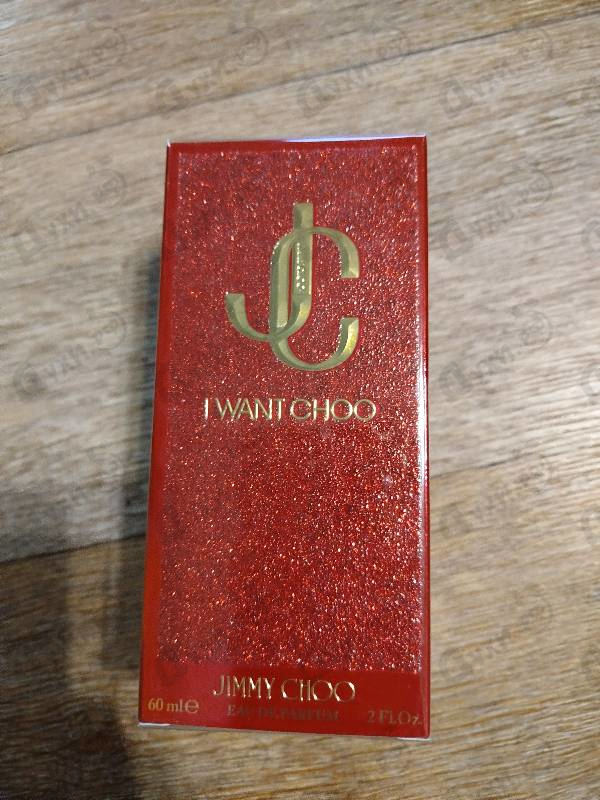 JC
I WANT CHOO
JIMMY CHOO
60 ml℮ EAU DE PARFUM 2 FL.Oz.